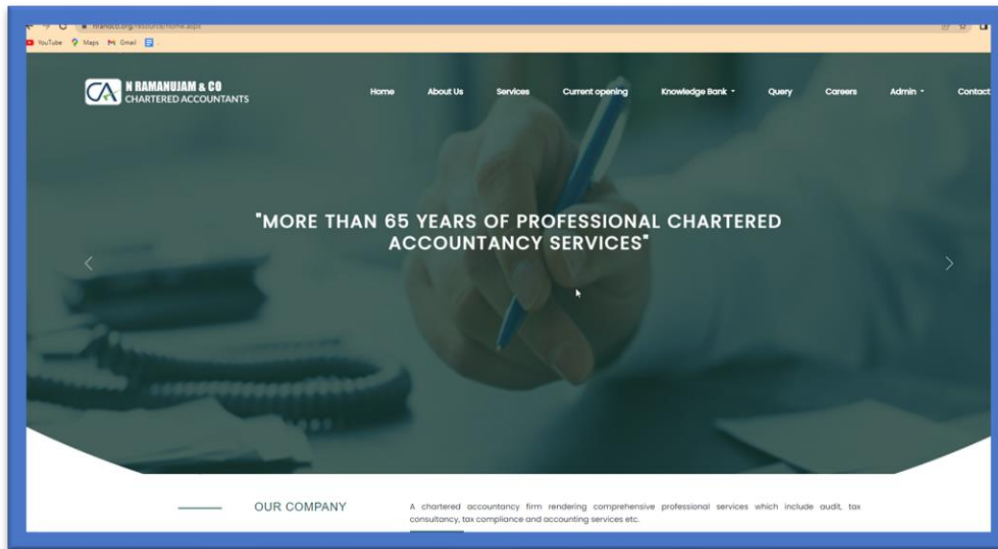 YouTube Maps Gmail
N RAMANUJAM & CO
CHARTERED ACCOUNTANTS
Home About Us Services Current opening Knowledge Bank Query Careers Admin Contact
"MORE THAN 65 YEARS OF PROFESSIONAL CHARTERED
ACCOUNTANCY SERVICES"
OUR COMPANY
A chartered accountancy firm rendering comprehensive professional services which include audit, tax
consultancy, tax compliance and accounting services etc.